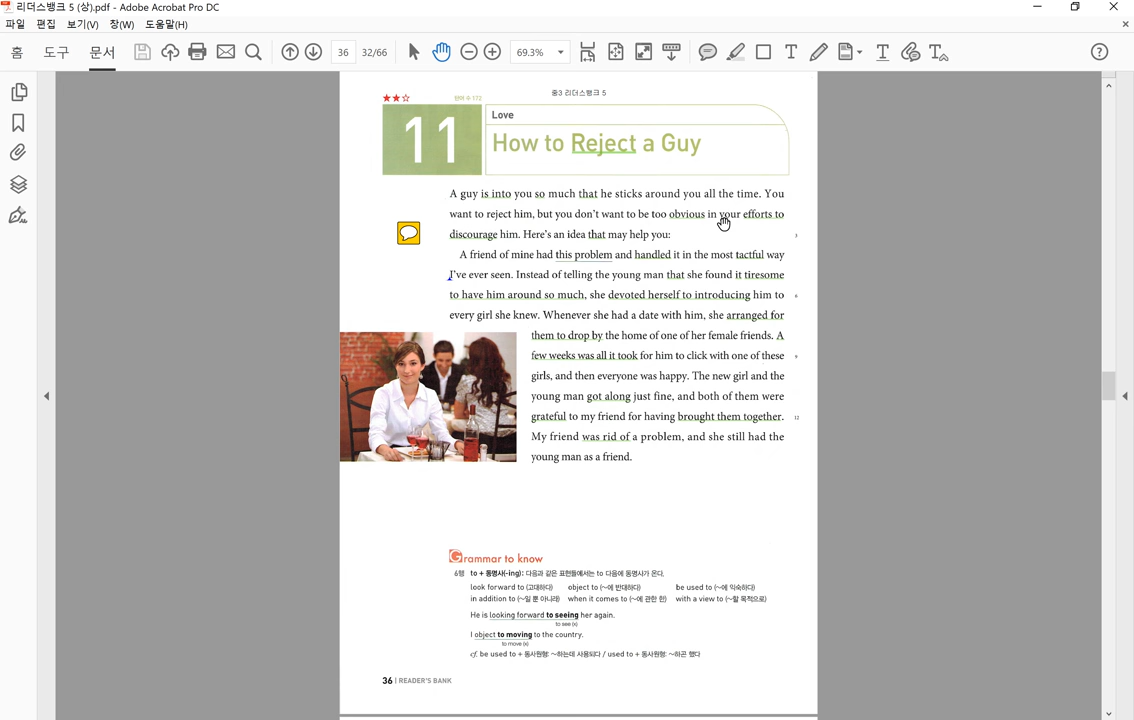 리더스뱅크 5 (상).pdf - Adobe Acrobat Pro DC
파일 편집 보기(V) 창(W) 도움말(H)
홈 도구 문서 36 32/66 69.3%
중3 리더스뱅크 5
단어 수·172
11
Love
How to Reject a Guy
A guy is into you so much that he sticks around you all the time. You
want to reject him, but you don't want to be too obvious in your efforts to
discourage him. Here's an idea that may help you:
3
A friend of mine had this problem and handled it in the most tactful way
I've ever seen. Instead of telling the young man that she found it tiresome
to have him around so much, she devoted herself to introducing him to
6
every girl she knew. Whenever she had a date with him, she arranged for
them to drop by the home of one of her female friends. A
few weeks was all it took for him to click with one of these
9
girls, and then everyone was happy. The new girl and the
young man got along just fine, and both of them were
grateful to my friend for having brought them together.
12
My friend was rid of a problem, and she still had the
young man as a friend.
Grammar to know
6행 to + 동명사(-ing): 다음과 같은 표현들에서는 to 다음에 동명사가 온다.
look forward to (고대하다) object to (~에 반대하다) be used to (~에 익숙하다)
in addition to (~일 뿐 아니라) when it comes to (~에 관한 한) with a view to (~할 목적으로)
He is looking forward to seeing her again.
to see (x)
I object to moving to the country.
to move (x)
cf. be used to + 동사원형: ~하는데 사용되다 / used to + 동사원형: ~하곤 했다
36 | READER'S BANK